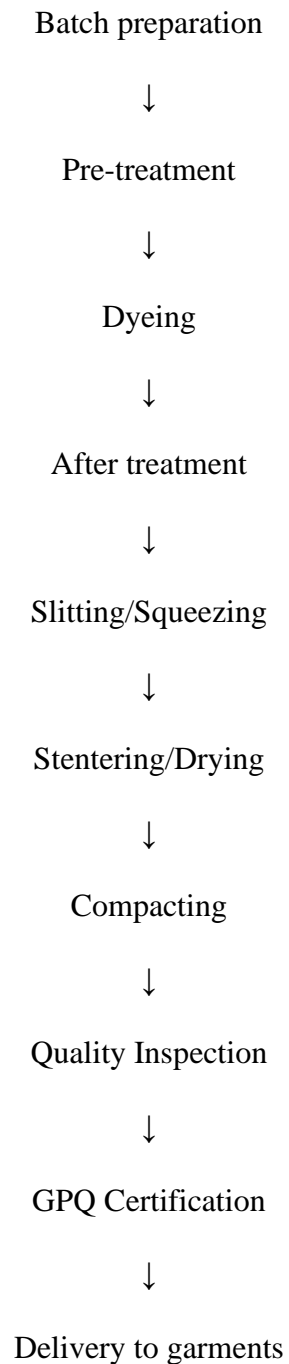 Batch preparation
↓
Pre-treatment
↓
Dyeing
↓
After treatment
↓
Slitting/Squeezing
↓
Stentering/Drying
↓
Compacting
↓
Quality Inspection
↓
GPQ Certification
↓
Delivery to garments